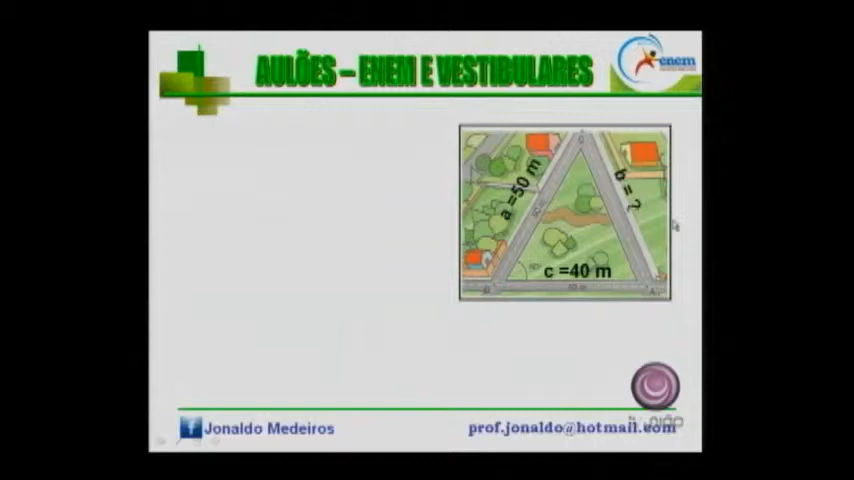 AULÕES – ENEM E VESTIBULARES
enem
C
a =50 m
b = ?
c =40 m
B
A
Jonaldo Medeiros
prof.jonaldo@hotmail.com